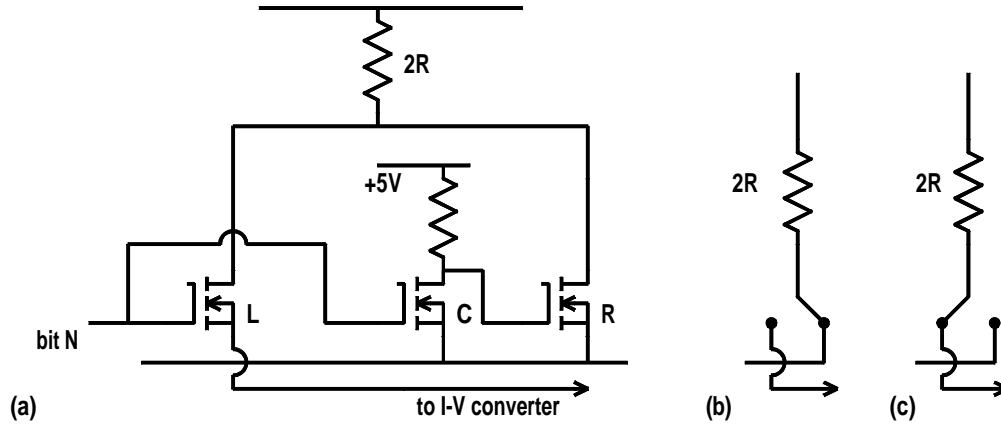 2R
+5V
2R
2R
L
C
R
bit N
(a)
to I-V converter
(b)
(c)